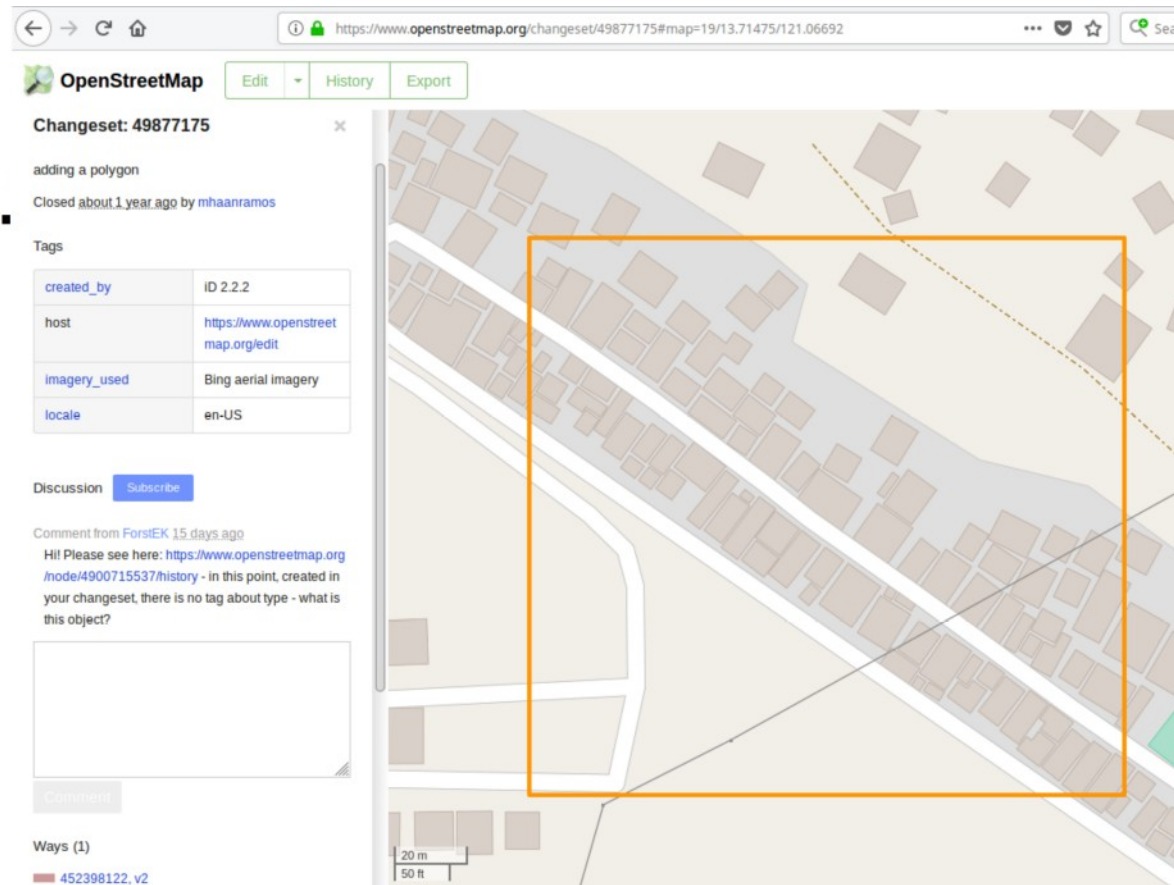 https://www.openstreetmap.org/changeset/49877175#map=19/13.71475/121.06692
Sea
OpenStreetMap
Edit
History
Export
Changeset: 49877175
×
adding a polygon
Closed about 1 year ago by mhaanramos
Tags
created_by iD 2.2.2
host https://www.openstreet
map.org/edit
imagery_used Bing aerial imagery
locale en-US
Discussion Subscribe
Comment from ForstEK 15 days ago
Hi! Please see here: https://www.openstreetmap.org
/node/4900715537/history - in this point, created in
your changeset, there is no tag about type - what is
this object?
Comment
Ways (1)
452398122, v2
20 m
50 ft